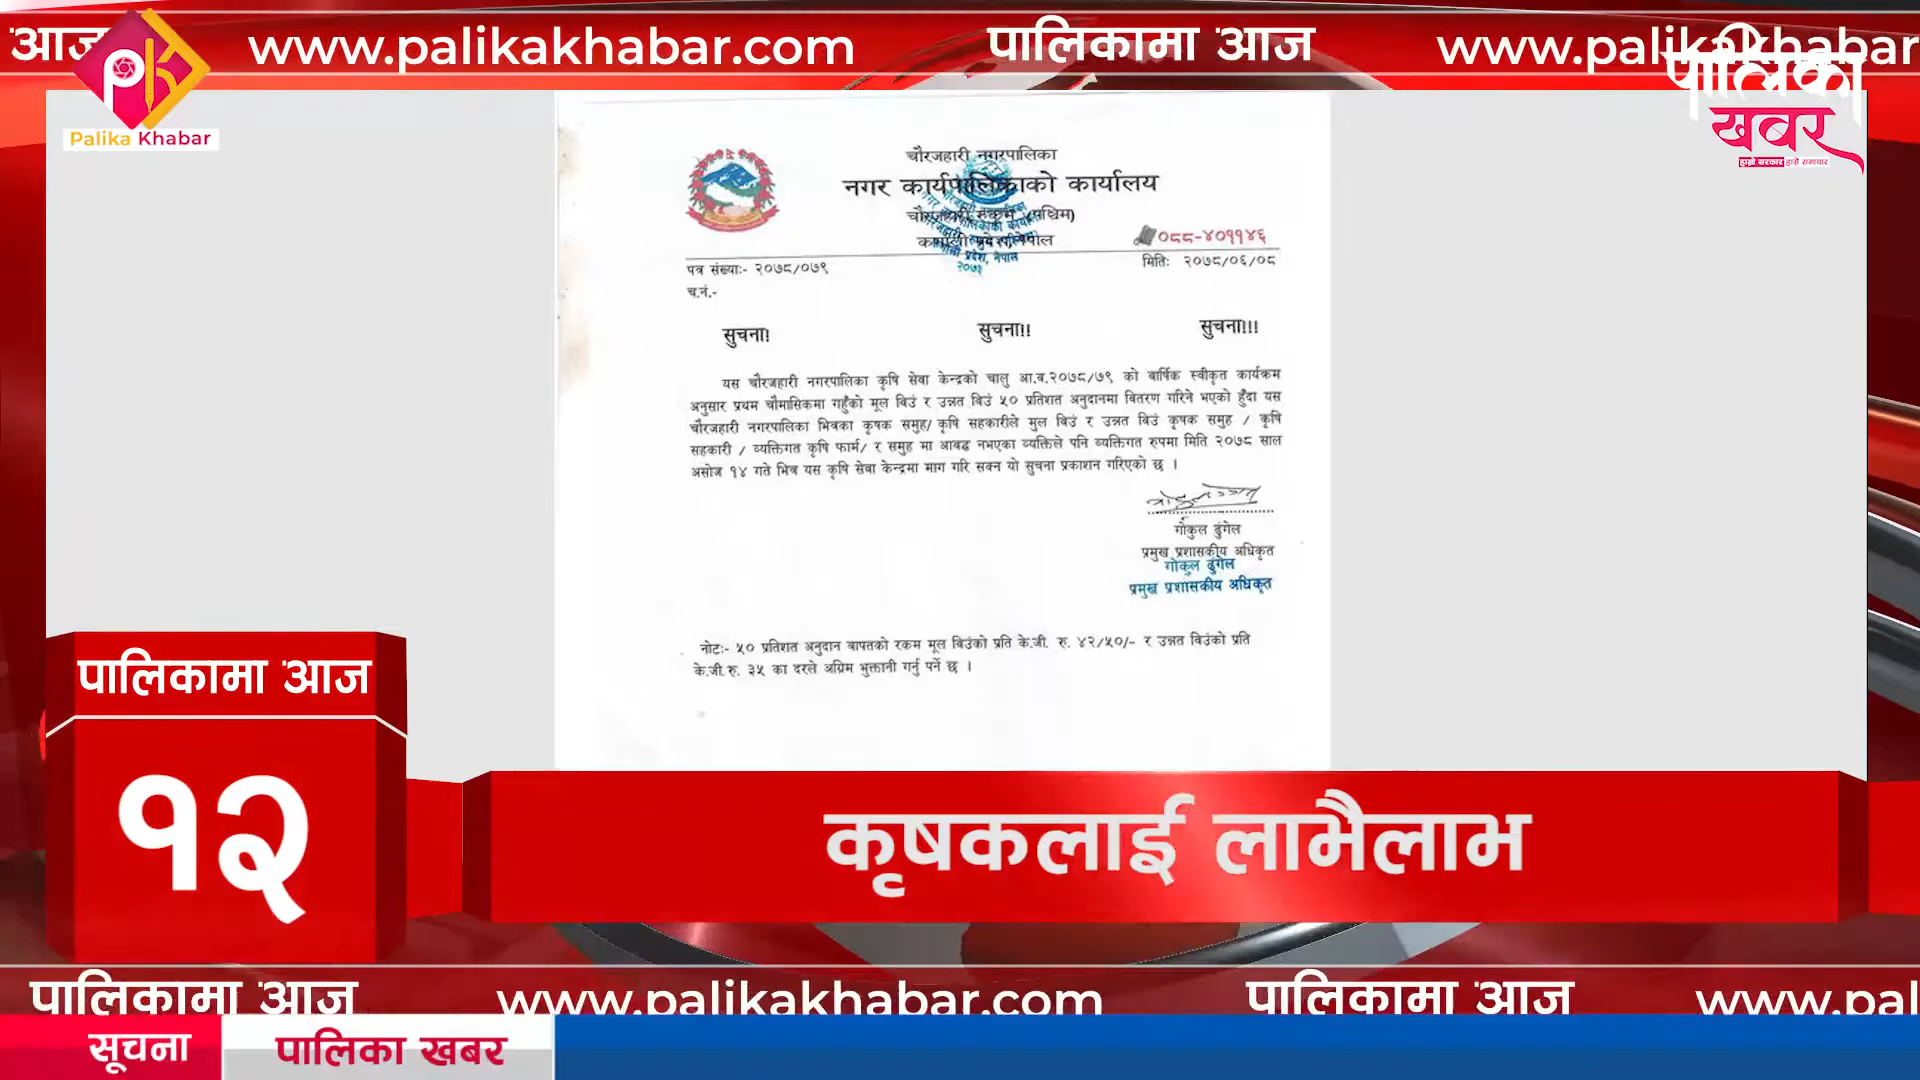 आज www.palikakhabar.com पालिकामा आज www.palikakhabar
Palika Khabar
पालिका
खबर
हाम्रो सरकार हाम्रै समाचार
चौरजहारी नगरपालिका
नगर कार्यपालिकाको कार्यालय
चौरजहारी रुकुम (पश्चिम)
कर्णाली प्रदेश, नेपाल
०८८-४०११४६
पत्र संख्याः- २०७८/०७९
मितिः २०७८/०६/०८
च.नं.-
सुचना! सुचना!! सुचना!!!
यस चौरजहारी नगरपालिका कृषि सेवा केन्द्रको चालु आ.ब.२०७८/७९ को बार्षिक स्वीकृत कार्यक्रम
अनुसार प्रथम चौमासिकमा गहुँको मूल बिउं र उन्नत बिउं ५० प्रतिशत अनुदानमा बितरण गरिने भएको हुँदा यस
चौरजहारी नगरपालिका भित्रका कृषक समुह/ कृषि सहकारीले मुल बिउं र उन्नत बिउं कृषक समुह / कृषि
सहकारी / ब्यक्तिगत कृषि फार्म/ र समुह मा आबद्ध नभएका ब्यक्तिले पनि ब्यक्तिगत रुपमा मिति २०७८ साल
असोज १४ गते भित्र यस कृषि सेवा केन्द्रमा माग गरि सक्न यो सुचना प्रकाशन गरिएको छ ।
गोकुल ढुंगेल
प्रमुख प्रशासकीय अधिकृत
गोकुल ढुंगेल
प्रमुख प्रशासकीय अधिकृत
नोटः- ५० प्रतिशत अनुदान बापतको रकम मूल बिउंको प्रति के.जी. रु. ४२/५०/- र उन्नत बिउंको प्रति
के.जी.रु. ३५ का दरले अग्रिम भुक्तानी गर्नु पर्ने छ ।
पालिकामा आज
१२
कृषकलाई लाभैलाभ
पालिकामा आज www.palikakhabar.com पालिकामा आज www.pal
सूचना पालिका खबर